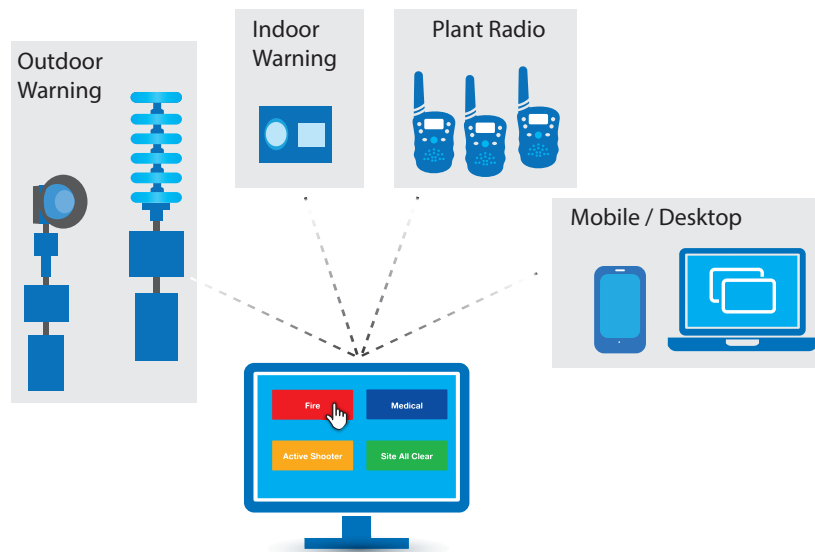 Outdoor
Warning
Indoor
Warning
Plant Radio
Mobile / Desktop
Fire
Medical
Active Shooter
Site All Clear